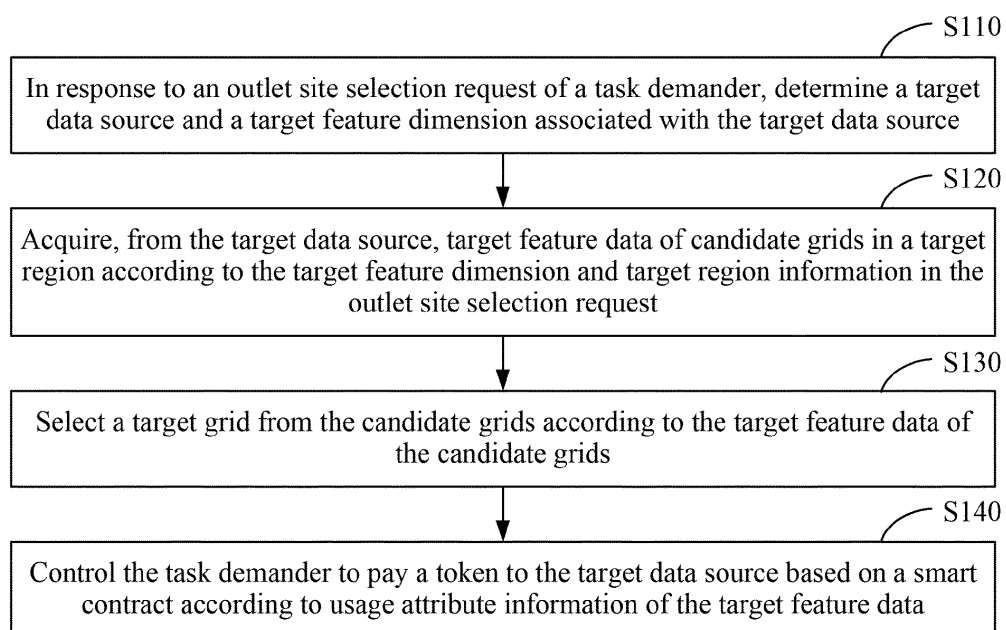 S110
In response to an outlet site selection request of a task demander, determine a target
data source and a target feature dimension associated with the target data source
S120
Acquire, from the target data source, target feature data of candidate grids in a target
region according to the target feature dimension and target region information in the
outlet site selection request
S130
Select a target grid from the candidate grids according to the target feature data of
the candidate grids
S140
Control the task demander to pay a token to the target data source based on a smart
contract according to usage attribute information of the target feature data